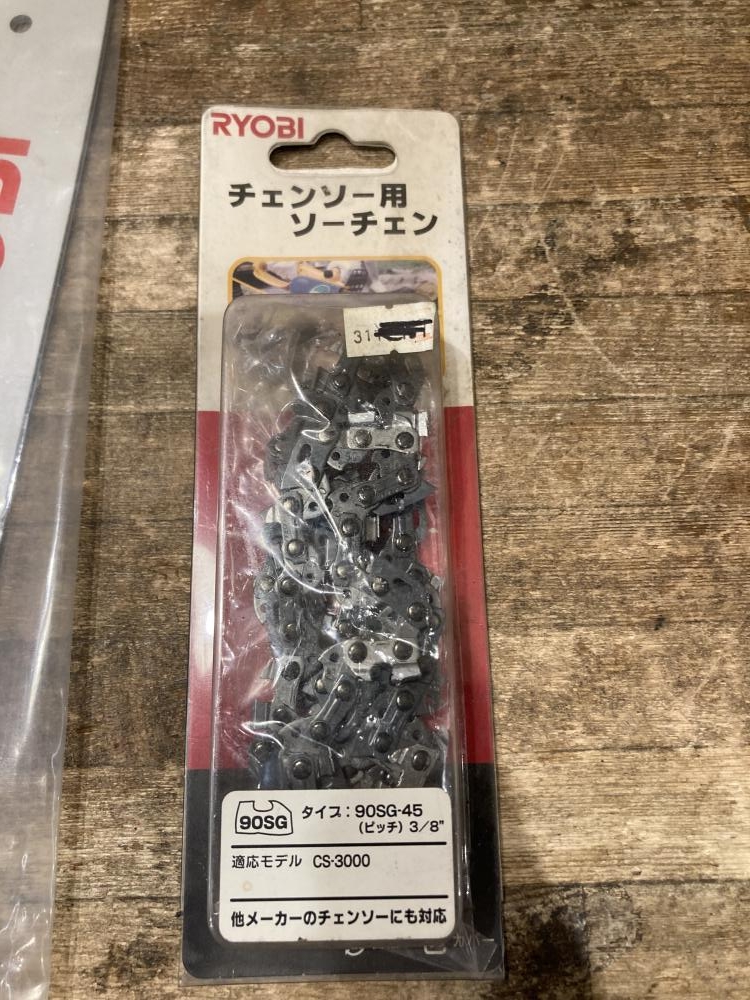 RYOBI
チェンソー用
ソーチェン
31
90SG
タイプ：90SG-45
（ピッチ）3/8"
適応モデル CS-3000
他メーカーのチェンソーにも対応